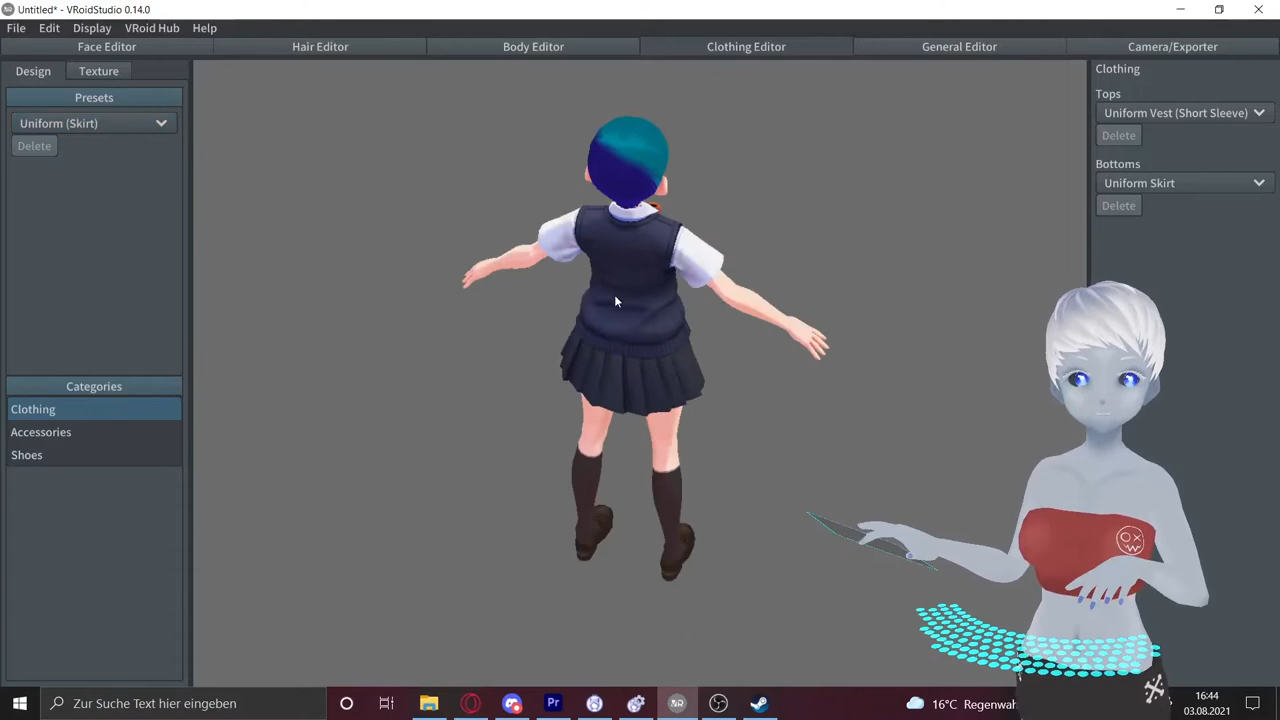 Untitled* - VRoidStudio 0.14.0
File Edit Display VRoid Hub Help
Face Editor Hair Editor Body Editor Clothing Editor General Editor Camera/Exporter
Design Texture
Presets
Uniform (Skirt)
Delete
Categories
Clothing
Accessories
Shoes
Clothing
Tops
Uniform Vest (Short Sleeve)
Delete
Bottoms
Uniform Skirt
Delete
Zur Suche Text hier eingeben
Pr
16°C Regenwah
16:44
03.08.2021